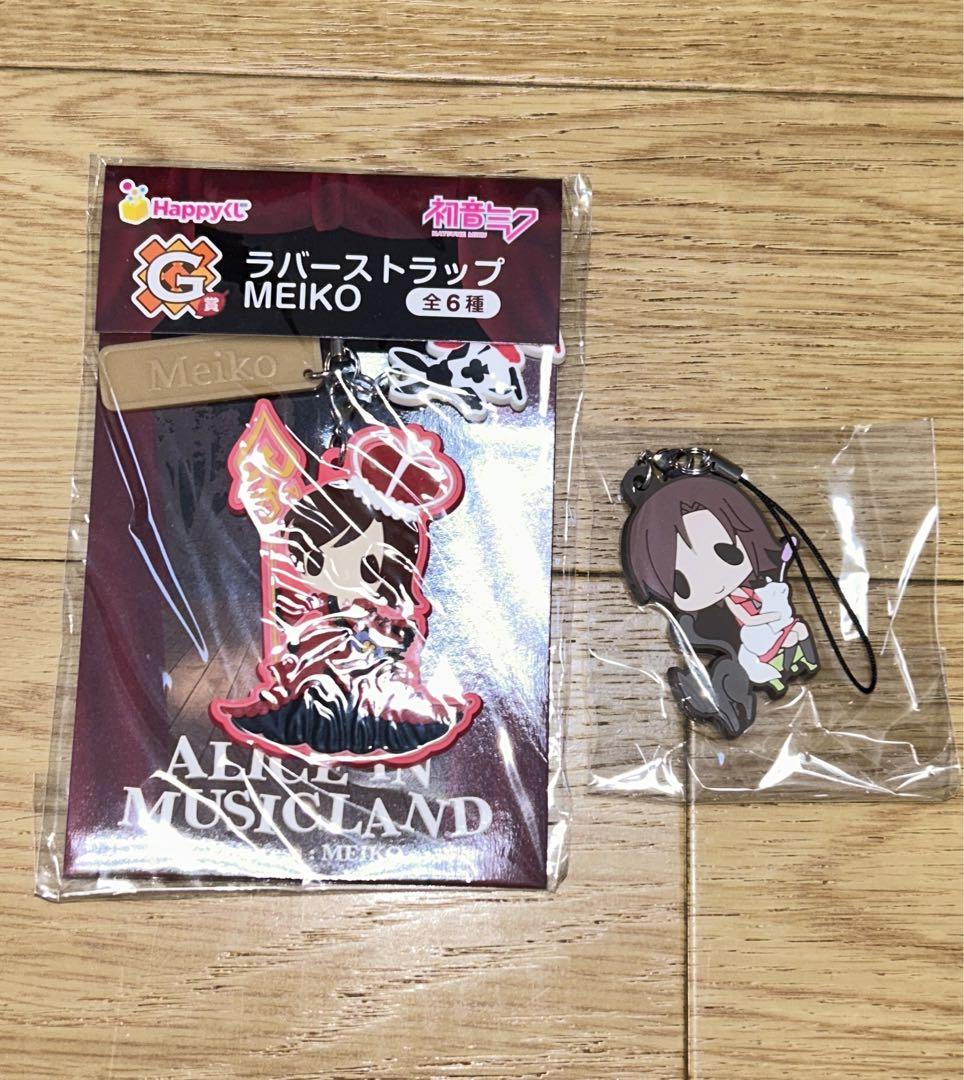 Happyくじ
初音ミク
HATSUNE MIKU
G賞
ラバーストラップ
MEIKO
全6種
Meiko
ALICE IN
MUSICLAND
MEIKO